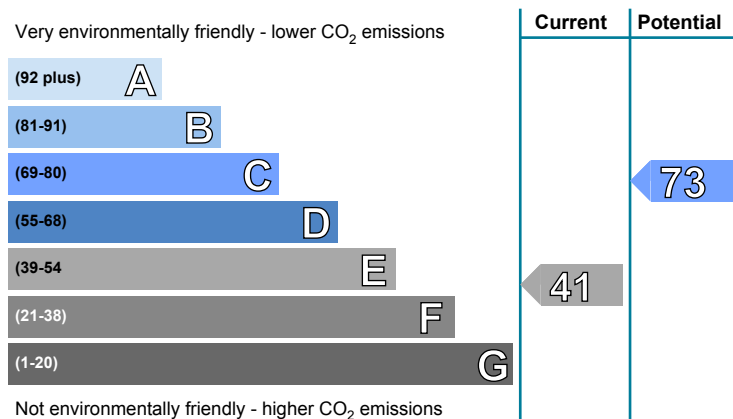 Current Potential
Very environmentally friendly - lower CO₂ emissions
(92 plus) A
(81-91) B
(69-80) C
73
(55-68) D
(39-54 E
41
(21-38) F
(1-20) G
Not environmentally friendly - higher CO₂ emissions